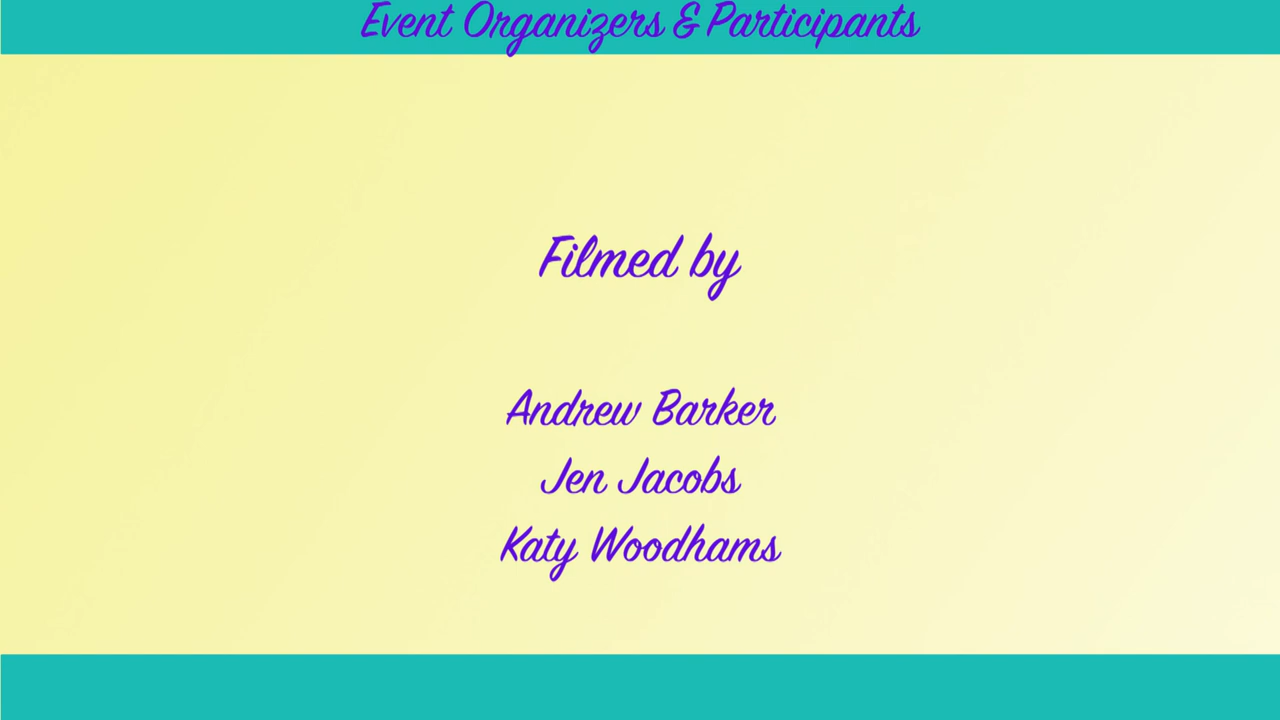 Event Organizers & Participants
Filmed by
Andrew Barker
Jen Jacobs
Katy Woodhams